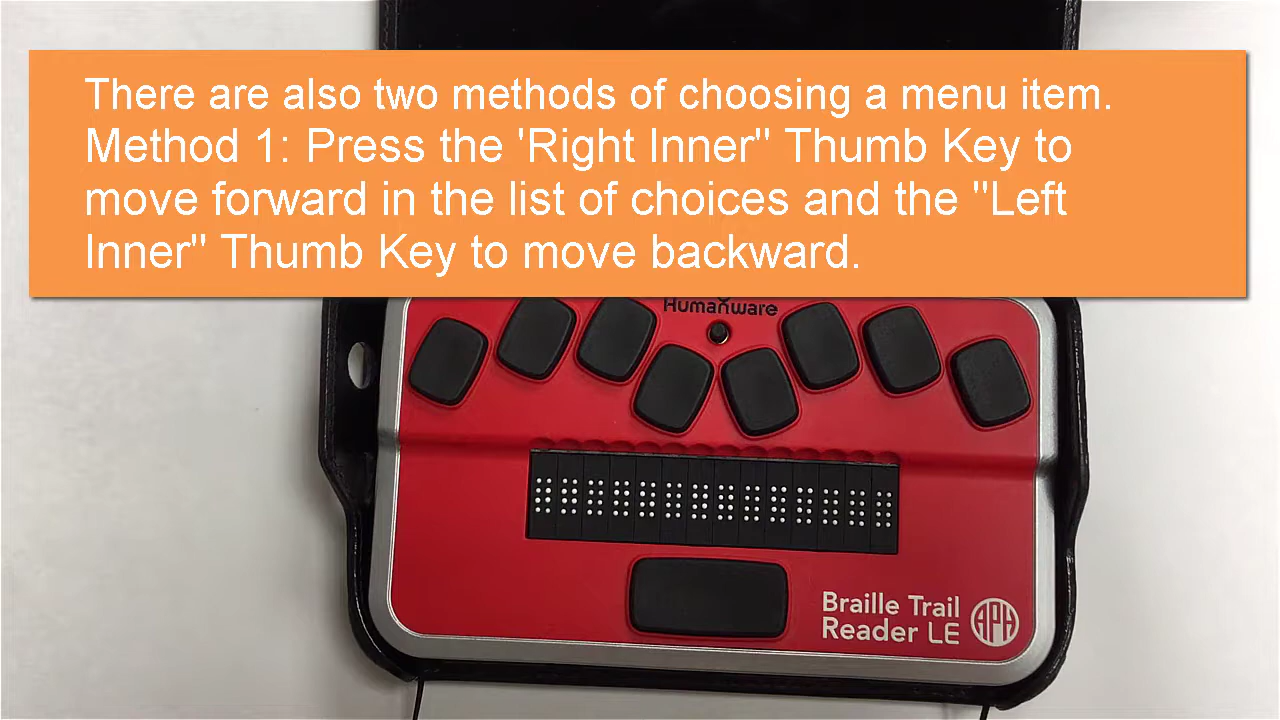 There are also two methods of choosing a menu item.
Method 1: Press the 'Right Inner" Thumb Key to
move forward in the list of choices and the "Left
Inner" Thumb Key to move backward.
Humanware
Braille Trail
Reader LE
APH